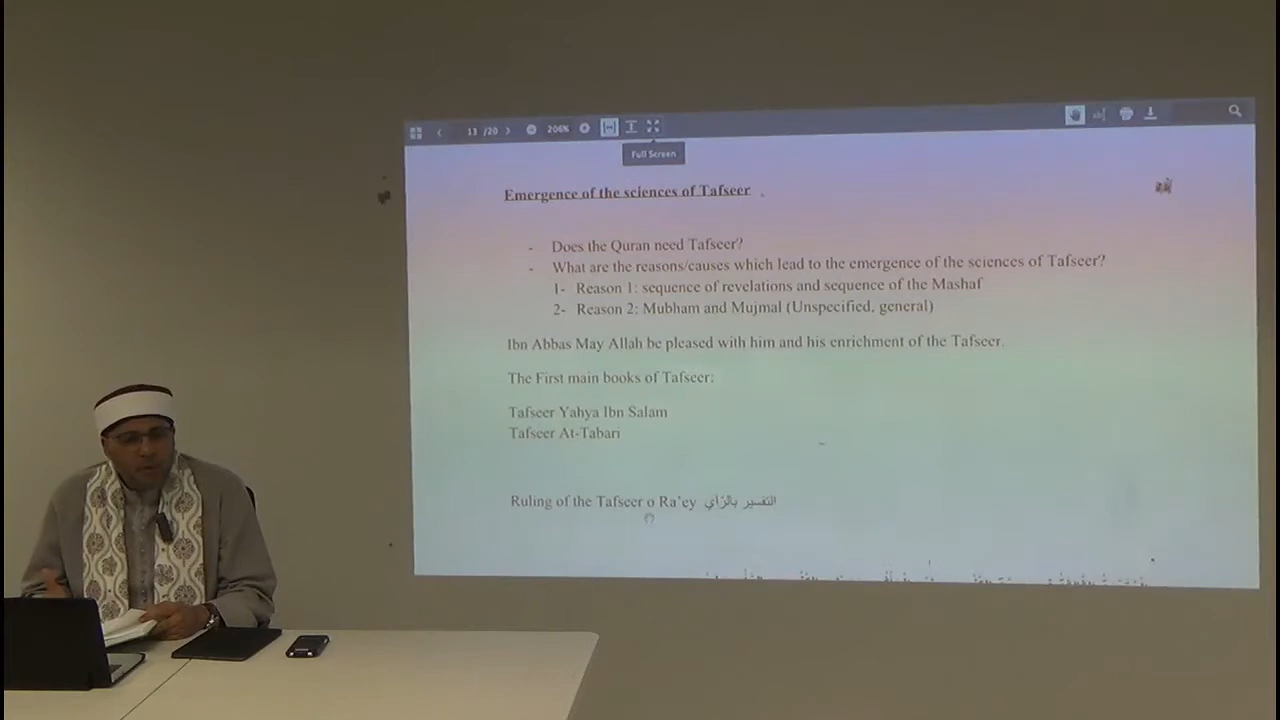 13 /20
206%
Full Screen
Emergence of the sciences of Tafseer .
- Does the Quran need Tafseer?
- What are the reasons/causes which lead to the emergence of the sciences of Tafseer?
1- Reason 1: sequence of revelations and sequence of the Mashaf
2- Reason 2: Mubham and Mujmal (Unspecified, general)
Ibn Abbas May Allah be pleased with him and his enrichment of the Tafseer.
The First main books of Tafseer:
Tafseer Yahya Ibn Salam
Tafseer At-Tabari
Ruling of the Tafseer o Ra’ey التفسير بالرّأي